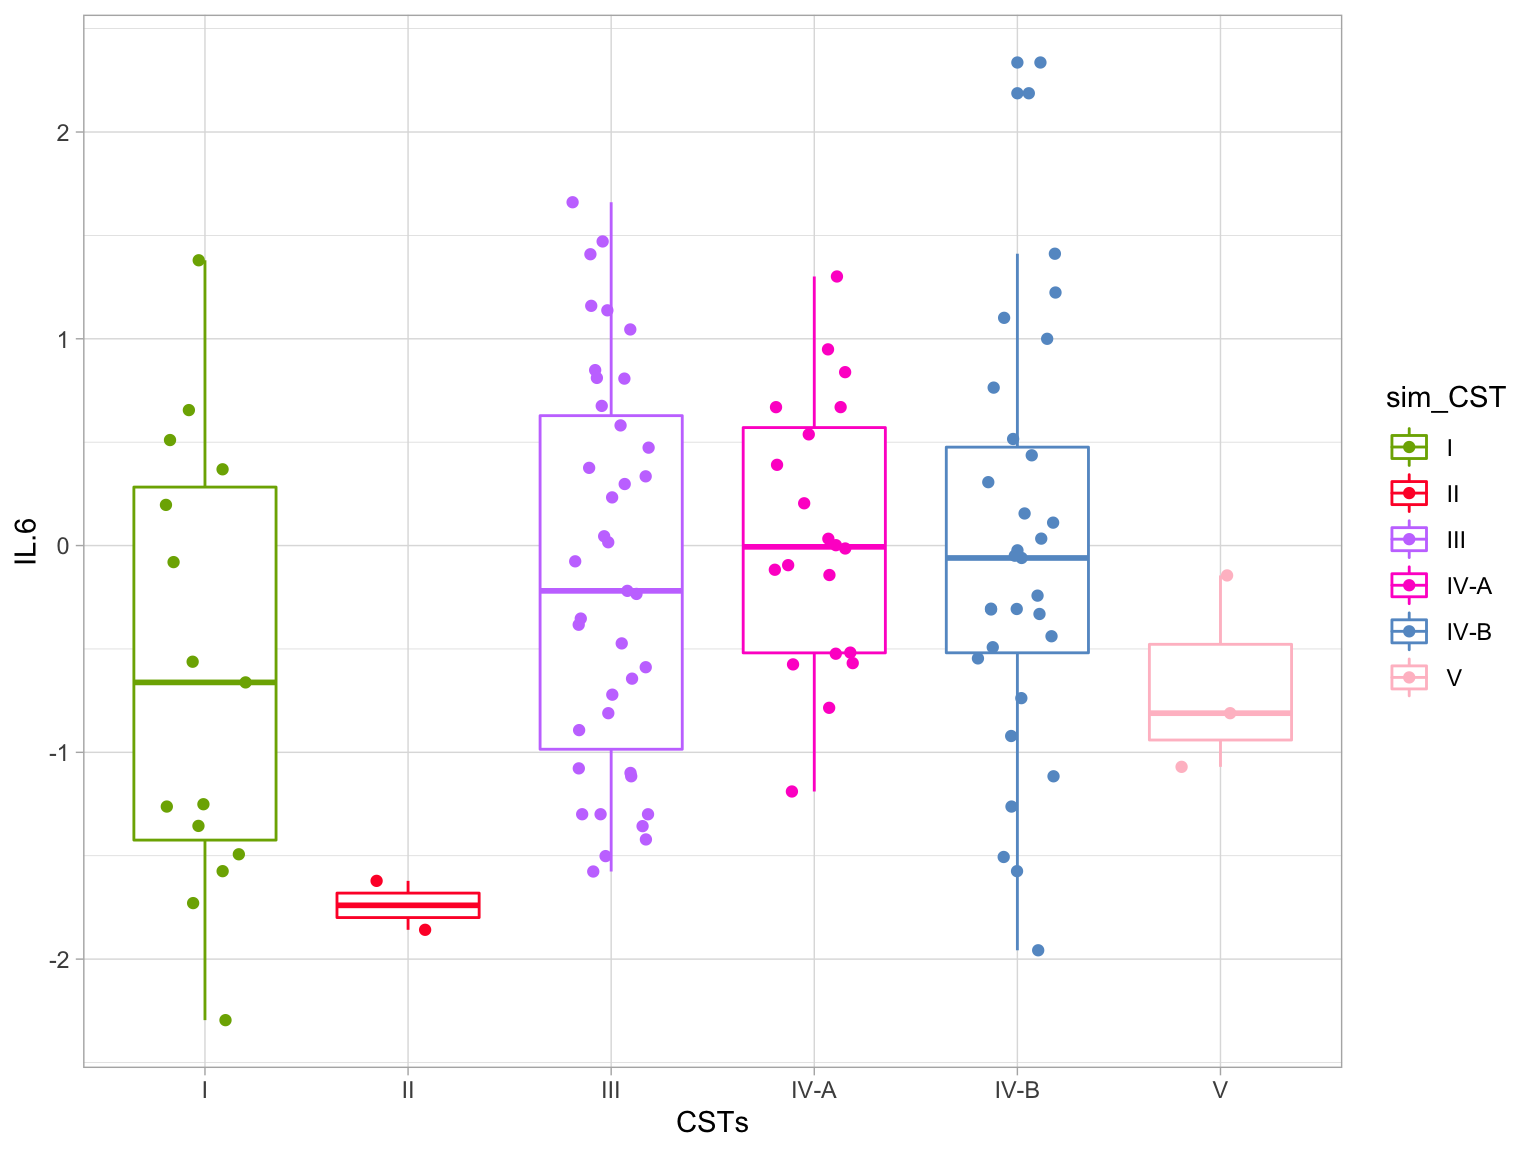 IL.6
2
1
0
-1
-2
I II III IV-A IV-B V
CSTs
sim_CST
I
II
III
IV-A
IV-B
V